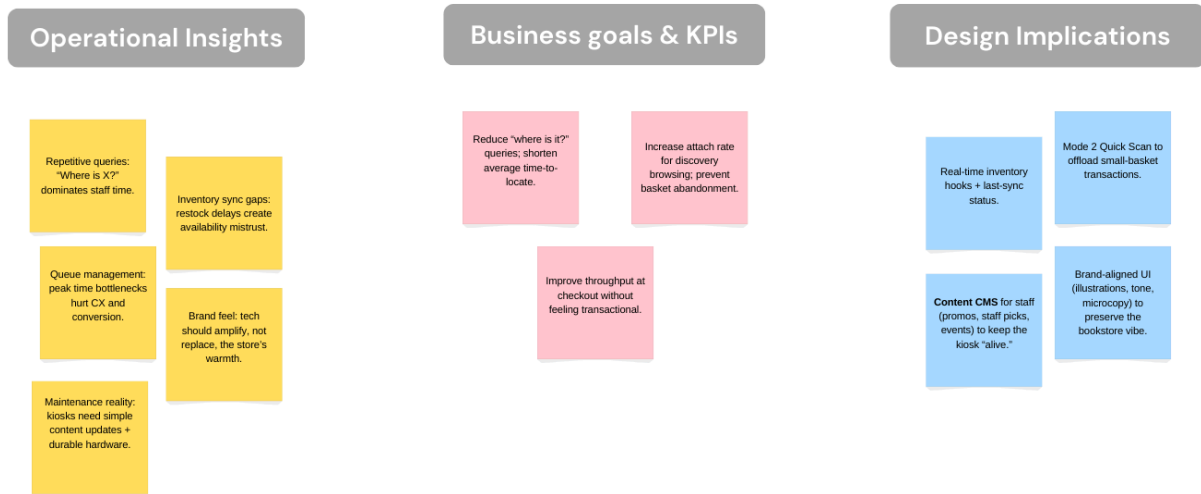 Operational Insights
Repetitive queries:
“Where is X?”
dominates staff time.
Inventory sync gaps:
restock delays create
availability mistrust.
Queue management:
peak time bottlenecks
hurt CX and
conversion.
Brand feel: tech
should amplify, not
replace, the store’s
warmth.
Maintenance reality:
kiosks need simple
content updates +
durable hardware.
Business goals & KPIs
Reduce “where is it?”
queries; shorten
average time-to-
locate.
Increase attach rate
for discovery
browsing; prevent
basket abandonment.
Improve throughput at
checkout without
feeling transactional.
Design Implications
Real-time inventory
hooks + last-sync
status.
Mode 2 Quick Scan to
offload small-basket
transactions.
Content CMS for staff
(promos, staff picks,
events) to keep the
kiosk “alive.”
Brand-aligned UI
(illustrations, tone,
microcopy) to
preserve the
bookstore vibe.